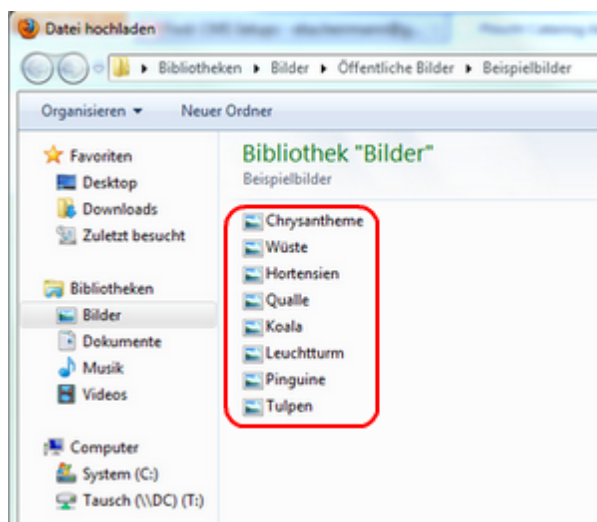 Datei hochladen
Bibliotheken ▸ Bilder ▸ Öffentliche Bilder ▸ Beispielbilder
Organisieren Neuer Ordner
Favoriten
Desktop
Downloads
Zuletzt besucht
Bibliotheken
Bilder
Dokumente
Musik
Videos
Computer
System (C:)
Tausch (\\DC) (T:)
Bibliothek "Bilder"
Beispielbilder
Chrysantheme
Wüste
Hortensien
Qualle
Koala
Leuchtturm
Pinguine
Tulpen